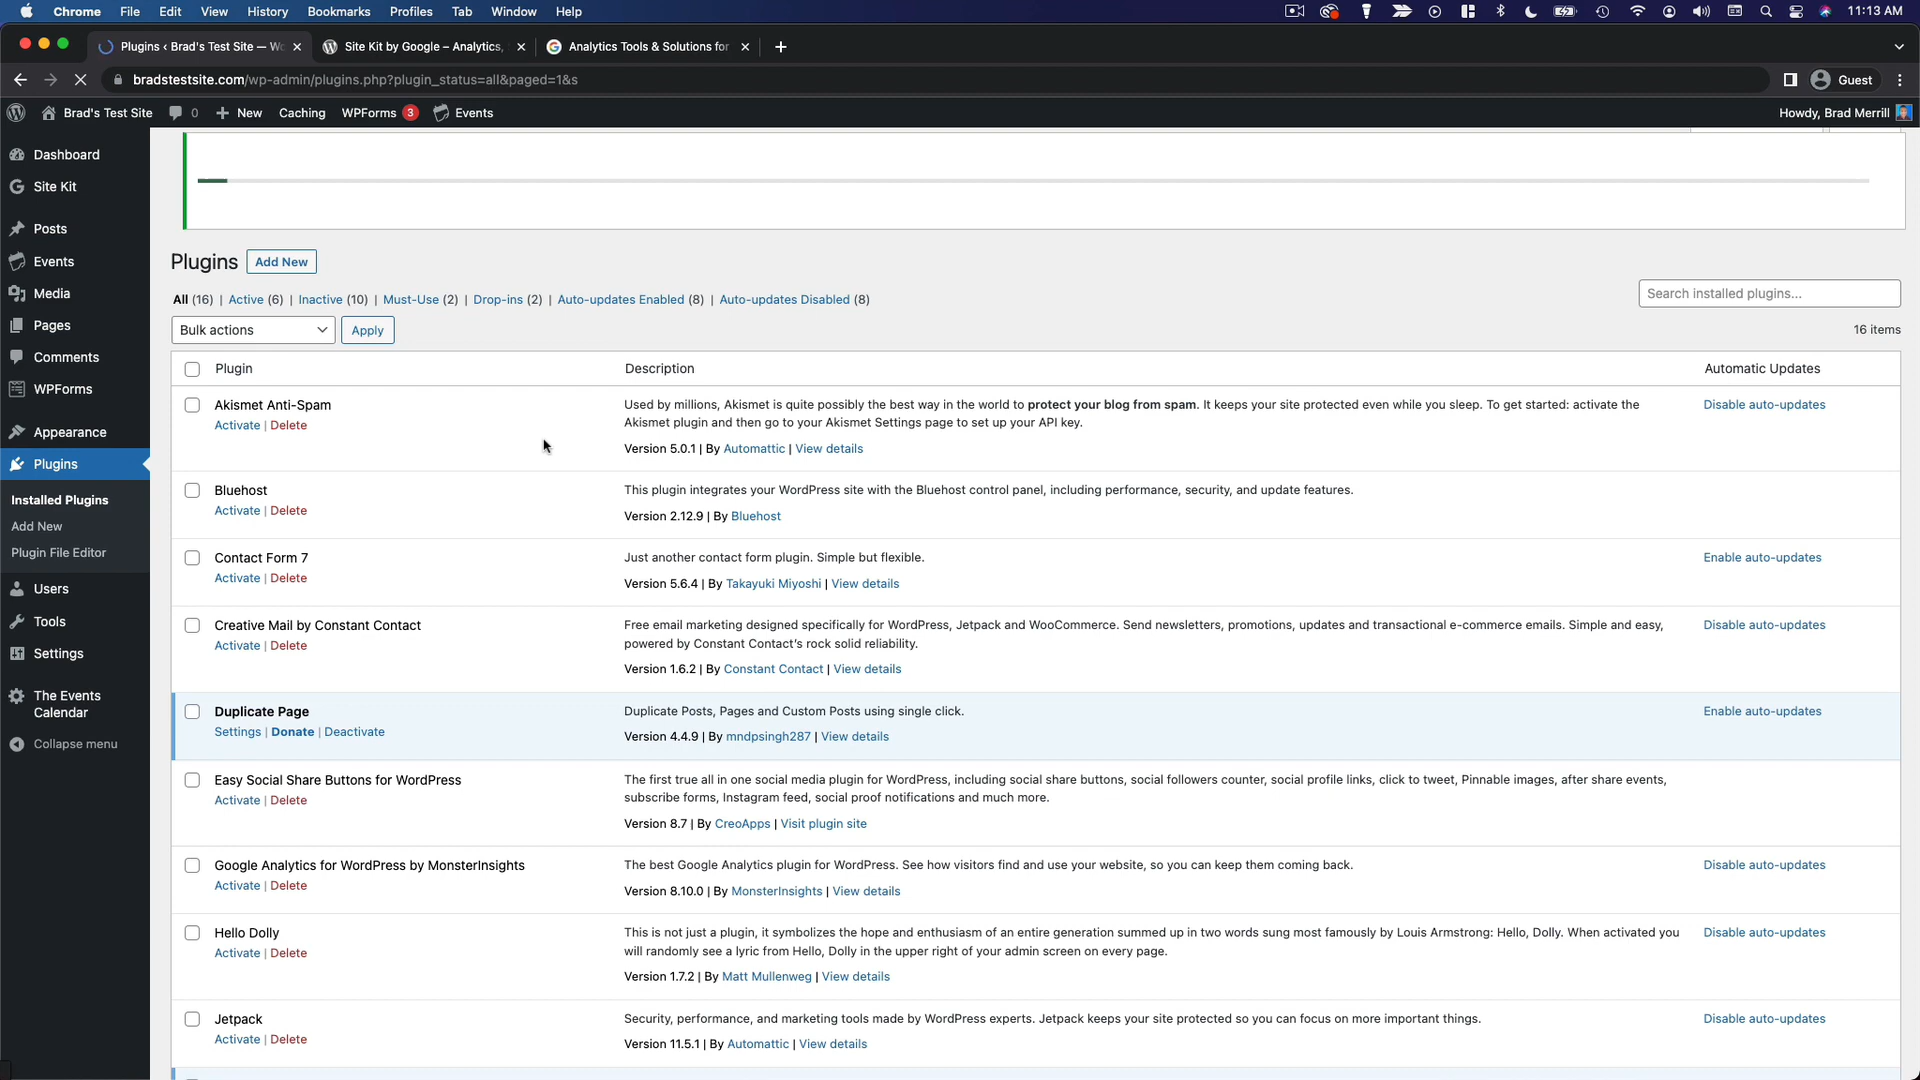 Chrome File Edit View History Bookmarks Profiles Tab Window Help 11:13 AM
Plugins ‹ Brad's Test Site — Wo Site Kit by Google – Analytics, Analytics Tools & Solutions for
bradstestsite.com/wp-admin/plugins.php?plugin_status=all&paged=1&s Guest
Brad's Test Site 0 New Caching WPForms 3 Events Howdy, Brad Merrill
Dashboard
Site Kit
Posts
Events
Media
Pages
Comments
WPForms
Appearance
Plugins
Installed Plugins
Add New
Plugin File Editor
Users
Tools
Settings
The Events
Calendar
Collapse menu
Plugins Add New
All (16) | Active (6) | Inactive (10) | Must-Use (2) | Drop-ins (2) | Auto-updates Enabled (8) | Auto-updates Disabled (8)
Search installed plugins...
Bulk actions Apply 16 items
Plugin Description Automatic Updates
Akismet Anti-Spam
Activate | Delete
Used by millions, Akismet is quite possibly the best way in the world to protect your blog from spam. It keeps your site protected even while you sleep. To get started: activate the
Akismet plugin and then go to your Akismet Settings page to set up your API key.
Version 5.0.1 | By Automattic | View details
Disable auto-updates
Bluehost
Activate | Delete
This plugin integrates your WordPress site with the Bluehost control panel, including performance, security, and update features.
Version 2.12.9 | By Bluehost
Contact Form 7
Activate | Delete
Just another contact form plugin. Simple but flexible.
Version 5.6.4 | By Takayuki Miyoshi | View details
Enable auto-updates
Creative Mail by Constant Contact
Activate | Delete
Free email marketing designed specifically for WordPress, Jetpack and WooCommerce. Send newsletters, promotions, updates and transactional e-commerce emails. Simple and easy,
powered by Constant Contact's rock solid reliability.
Version 1.6.2 | By Constant Contact | View details
Disable auto-updates
Duplicate Page
Settings | Donate | Deactivate
Duplicate Posts, Pages and Custom Posts using single click.
Version 4.4.9 | By mndpsingh287 | View details
Enable auto-updates
Easy Social Share Buttons for WordPress
Activate | Delete
The first true all in one social media plugin for WordPress, including social share buttons, social followers counter, social profile links, click to tweet, Pinnable images, after share events,
subscribe forms, Instagram feed, social proof notifications and much more.
Version 8.7 | By CreoApps | Visit plugin site
Google Analytics for WordPress by MonsterInsights
Activate | Delete
The best Google Analytics plugin for WordPress. See how visitors find and use your website, so you can keep them coming back.
Version 8.10.0 | By MonsterInsights | View details
Disable auto-updates
Hello Dolly
Activate | Delete
This is not just a plugin, it symbolizes the hope and enthusiasm of an entire generation summed up in two words sung most famously by Louis Armstrong: Hello, Dolly. When activated you
will randomly see a lyric from Hello, Dolly in the upper right of your admin screen on every page.
Version 1.7.2 | By Matt Mullenweg | View details
Disable auto-updates
Jetpack
Activate | Delete
Security, performance, and marketing tools made by WordPress experts. Jetpack keeps your site protected so you can focus on more important things.
Version 11.5.1 | By Automattic | View details
Disable auto-updates